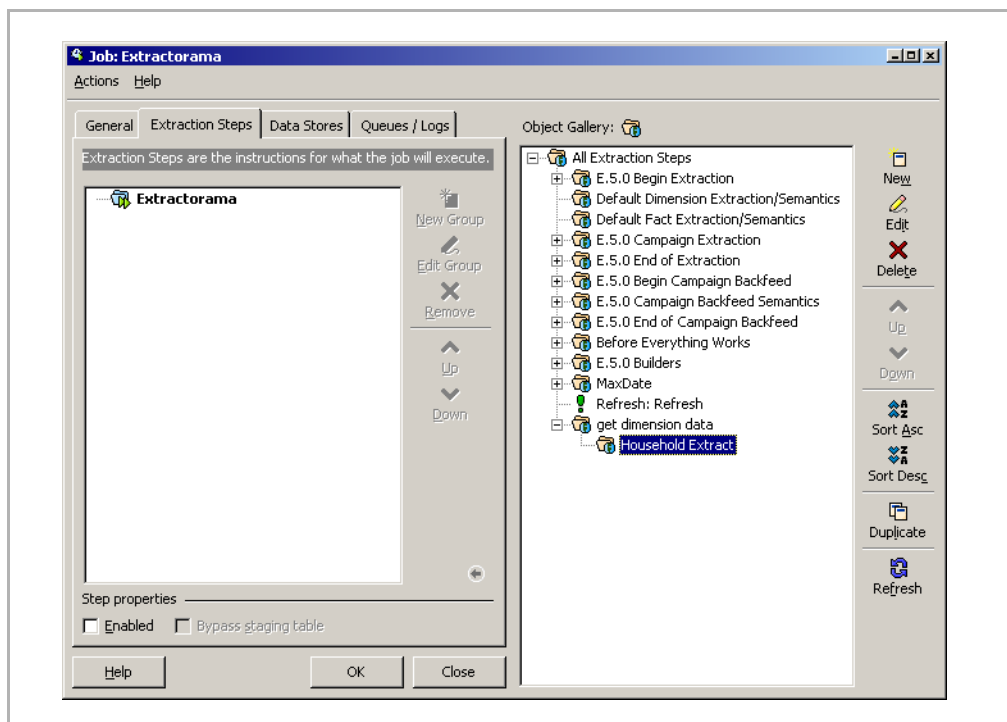 Job: Extractorama
Actions Help
General Extraction Steps Data Stores Queues / Logs
Extraction Steps are the instructions for what the job will execute.
Extractorama
New Group
Edit Group
Remove
Up
Down
Step properties
Enabled Bypass staging table
Help OK Close
Object Gallery:
All Extraction Steps
E.5.0 Begin Extraction
Default Dimension Extraction/Semantics
Default Fact Extraction/Semantics
E.5.0 Campaign Extraction
E.5.0 End of Extraction
E.5.0 Begin Campaign Backfeed
E.5.0 Campaign Backfeed Semantics
E.5.0 End of Campaign Backfeed
Before Everything Works
E.5.0 Builders
MaxDate
Refresh: Refresh
get dimension data
Household Extract
New
Edit
Delete
Up
Down
Sort Asc
Sort Desc
Duplicate
Refresh